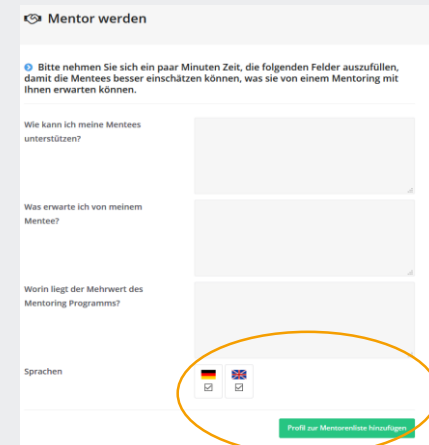 Mentor werden
Bitte nehmen Sie sich ein paar Minuten Zeit, die folgenden Felder auszufüllen,
damit die Mentees besser einschätzen können, was sie von einem Mentoring mit
Ihnen erwarten können.
Wie kann ich meine Mentees
unterstützen?
Was erwarte ich von meinem
Mentee?
Worin liegt der Mehrwert des
Mentoring Programms?
Sprachen
Profil zur Mentorenliste hinzufügen